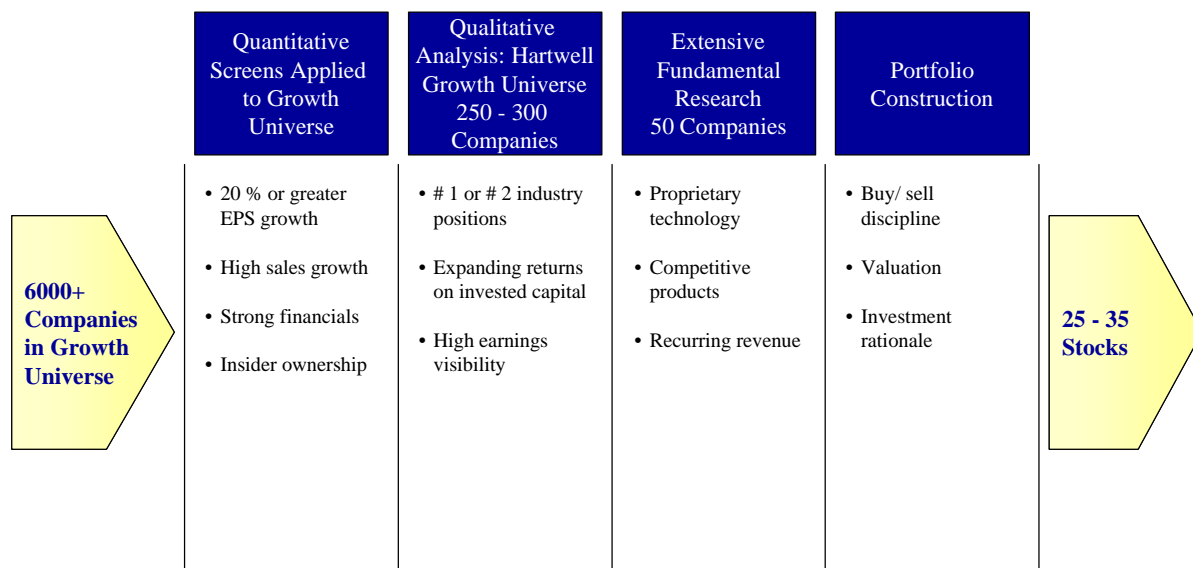 Quantitative
Screens Applied
to Growth
Universe
Qualitative
Analysis: Hartwell
Growth Universe
250 - 300
Companies
Extensive
Fundamental
Research
50 Companies
Portfolio
Construction
6000+
Companies
in Growth
Universe
• 20 % or greater
EPS growth
• High sales growth
• Strong financials
• Insider ownership
• # 1 or # 2 industry
positions
• Expanding returns
on invested capital
• High earnings
visibility
• Proprietary
technology
• Competitive
products
• Recurring revenue
• Buy/ sell
discipline
• Valuation
• Investment
rationale
25 - 35
Stocks